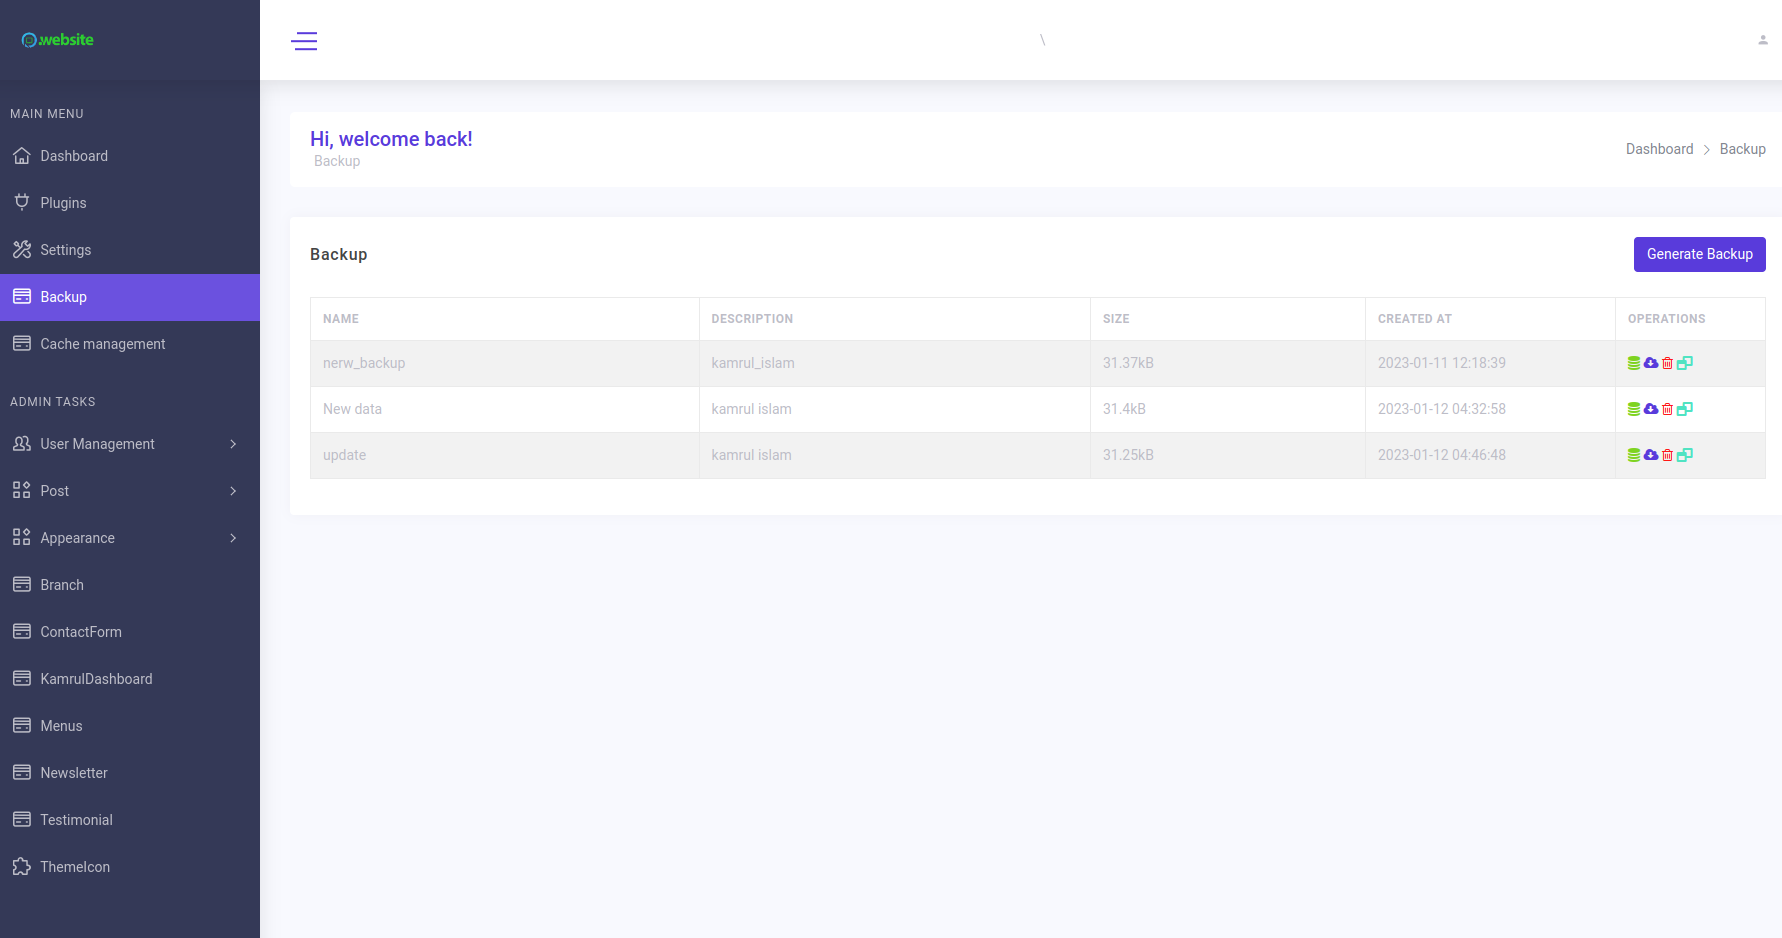 .website
\
MAIN MENU
Dashboard
Plugins
Settings
Backup
Cache management
ADMIN TASKS
User Management
Post
Appearance
Branch
ContactForm
KamrulDashboard
Menus
Newsletter
Testimonial
ThemeIcon
Hi, welcome back!
Backup
Dashboard > Backup
Backup
Generate Backup
NAME DESCRIPTION SIZE CREATED AT OPERATIONS
nerw_backup kamrul_islam 31.37kB 2023-01-11 12:18:39
New data kamrul islam 31.4kB 2023-01-12 04:32:58
update kamrul islam 31.25kB 2023-01-12 04:46:48